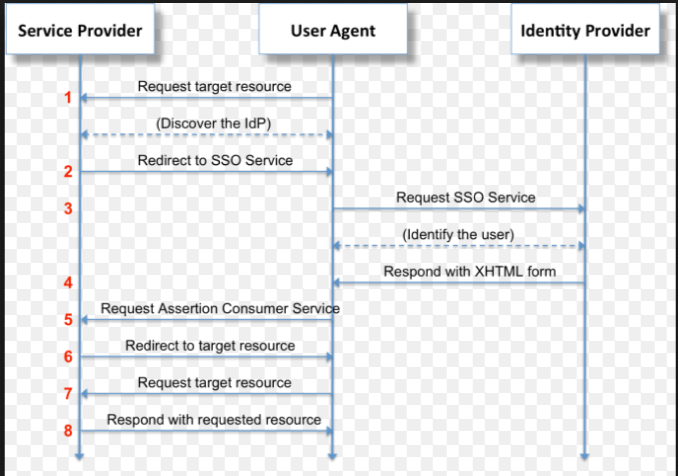 Service Provider
User Agent
Identity Provider
Request target resource
1
(Discover the IdP)
Redirect to SSO Service
2
Request SSO Service
3
(Identify the user)
Respond with XHTML form
4
Request Assertion Consumer Service
5
Redirect to target resource
6
Request target resource
7
Respond with requested resource
8